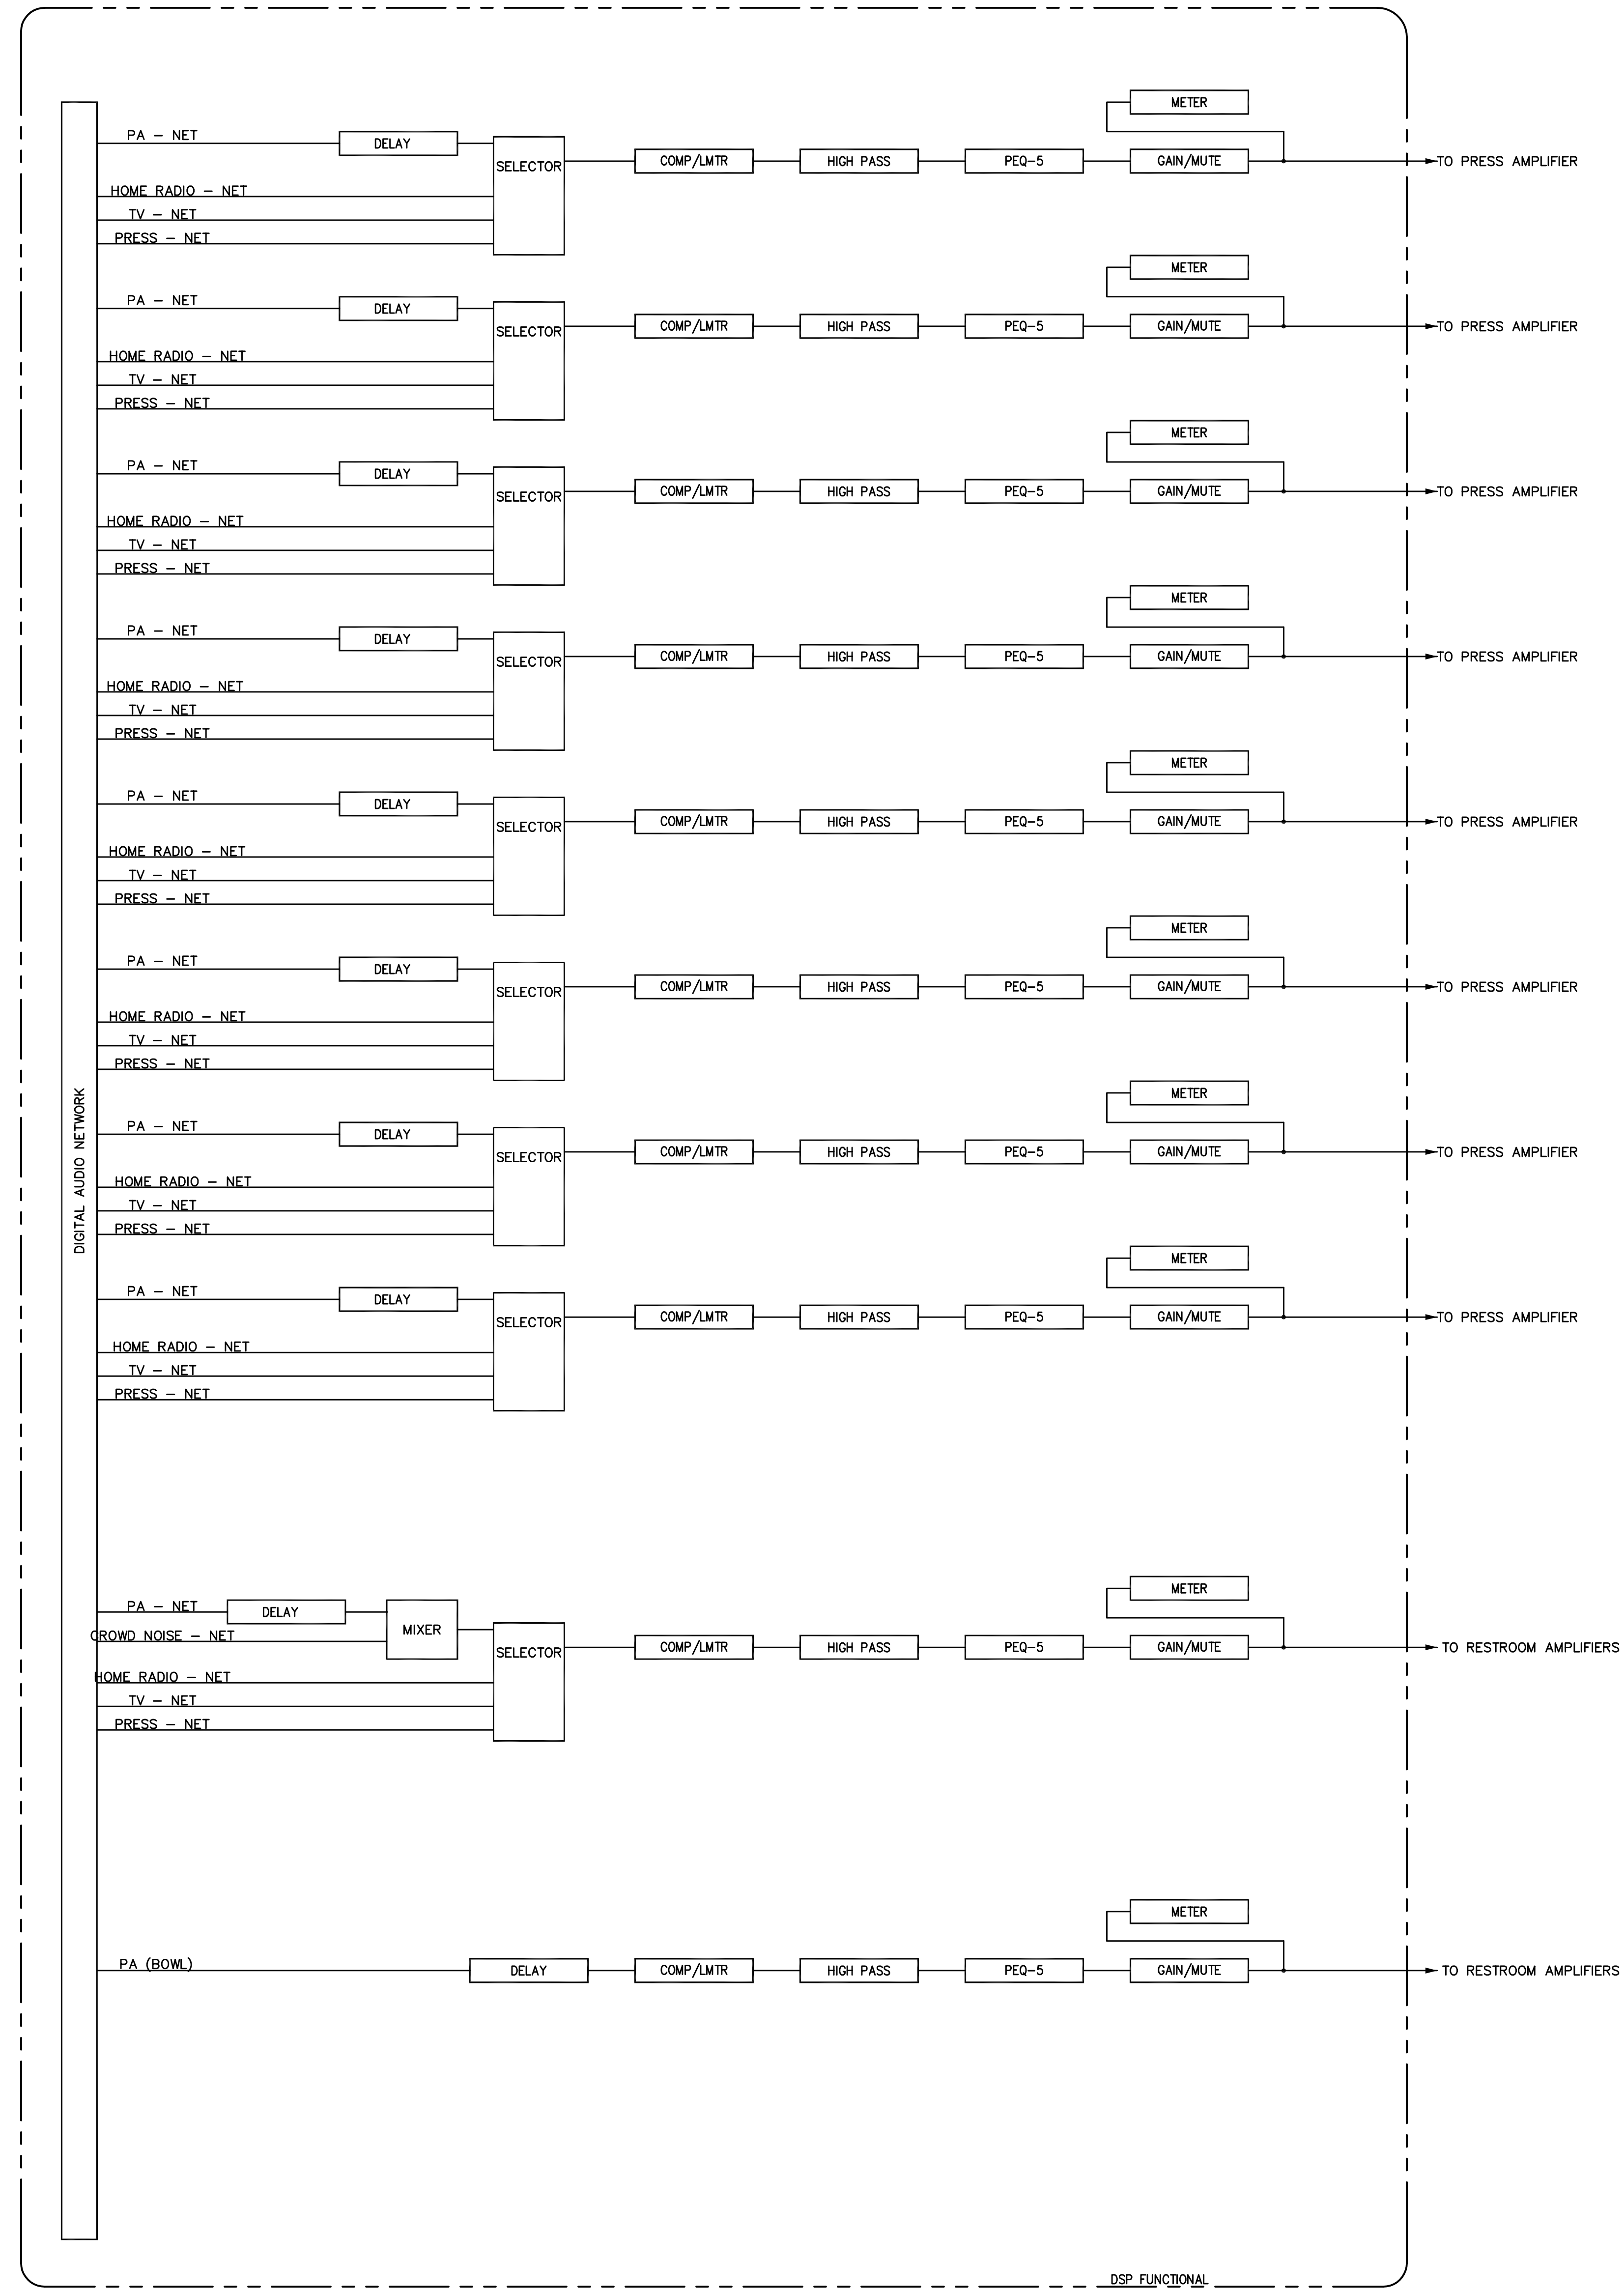 METER
PA - NET
DELAY
SELECTOR
COMP/LMTR
HIGH PASS
PEQ-5
GAIN/MUTE
TO PRESS AMPLIFIER
HOME RADIO - NET
TV - NET
PRESS - NET
METER
PA - NET
DELAY
SELECTOR
COMP/LMTR
HIGH PASS
PEQ-5
GAIN/MUTE
TO PRESS AMPLIFIER
HOME RADIO - NET
TV - NET
PRESS - NET
METER
PA - NET
DELAY
SELECTOR
COMP/LMTR
HIGH PASS
PEQ-5
GAIN/MUTE
TO PRESS AMPLIFIER
HOME RADIO - NET
TV - NET
PRESS - NET
METER
PA - NET
DELAY
SELECTOR
COMP/LMTR
HIGH PASS
PEQ-5
GAIN/MUTE
TO PRESS AMPLIFIER
HOME RADIO - NET
TV - NET
PRESS - NET
METER
PA - NET
DELAY
SELECTOR
COMP/LMTR
HIGH PASS
PEQ-5
GAIN/MUTE
TO PRESS AMPLIFIER
HOME RADIO - NET
TV - NET
PRESS - NET
METER
PA - NET
DELAY
SELECTOR
COMP/LMTR
HIGH PASS
PEQ-5
GAIN/MUTE
TO PRESS AMPLIFIER
HOME RADIO - NET
TV - NET
PRESS - NET
DIGITAL AUDIO NETWORK
METER
PA - NET
DELAY
SELECTOR
COMP/LMTR
HIGH PASS
PEQ-5
GAIN/MUTE
TO PRESS AMPLIFIER
HOME RADIO - NET
TV - NET
PRESS - NET
METER
PA - NET
DELAY
SELECTOR
COMP/LMTR
HIGH PASS
PEQ-5
GAIN/MUTE
TO PRESS AMPLIFIER
HOME RADIO - NET
TV - NET
PRESS - NET
METER
PA - NET
DELAY
MIXER
CROWD NOISE - NET
SELECTOR
COMP/LMTR
HIGH PASS
PEQ-5
GAIN/MUTE
TO RESTROOM AMPLIFIERS
HOME RADIO - NET
TV - NET
PRESS - NET
METER
PA (BOWL)
DELAY
COMP/LMTR
HIGH PASS
PEQ-5
GAIN/MUTE
TO RESTROOM AMPLIFIERS
DSP FUNCTIONAL